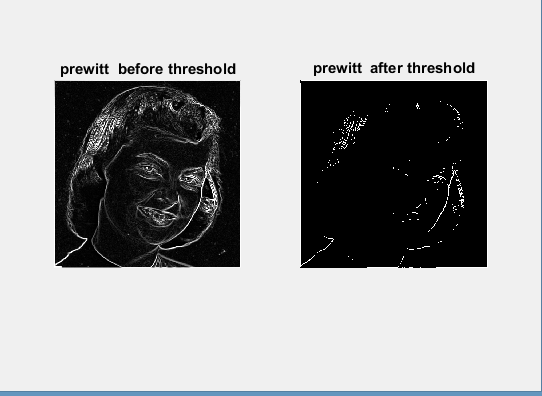 prewitt  before threshold
prewitt  after threshold